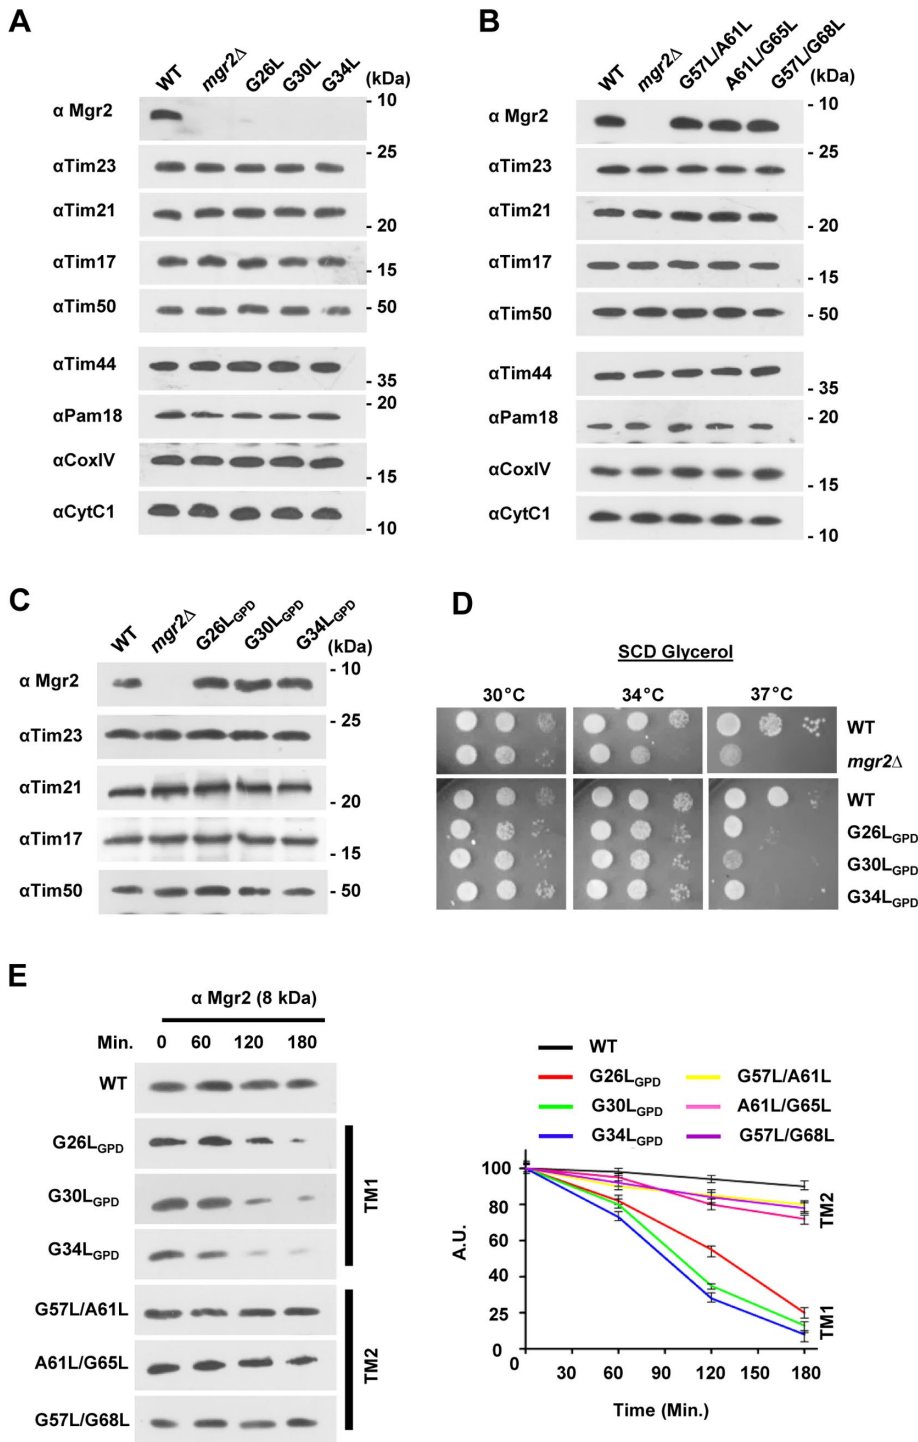 A
WT mgr2Δ G26L G30L G34L (kDa)
α Mgr2 - 10
αTim23 - 25
αTim21 - 20
αTim17 - 15
αTim50 - 50
αTim44 - 35
αPam18 - 20
αCoxIV - 15
αCytC1 - 10
B
WT mgr2Δ G57L/A61L A61L/G65L G57L/G68L (kDa)
α Mgr2 - 10
αTim23 - 25
αTim21 - 20
αTim17 - 15
αTim50 - 50
αTim44 - 35
αPam18 - 20
αCoxIV - 15
αCytC1 - 10
C
WT mgr2Δ G26LGPD G30LGPD G34LGPD (kDa)
α Mgr2 - 10
αTim23 - 25
αTim21 - 20
αTim17 - 15
αTim50 - 50
D
SCD Glycerol
30°C 34°C 37°C
WT
mgr2Δ
WT
G26LGPD
G30LGPD
G34LGPD
E
α Mgr2 (8 kDa)
Min. 0 60 120 180
WT
G26LGPD
G30LGPD
G34LGPD
TM1
G57L/A61L
A61L/G65L
G57L/G68L
TM2
WT
G26LGPD G57L/A61L
G30LGPD A61L/G65L
G34LGPD G57L/G68L
100
80
60
40
25
0
A.U.
TM2
TM1
0 30 60 90 120 150 180
Time (Min.)